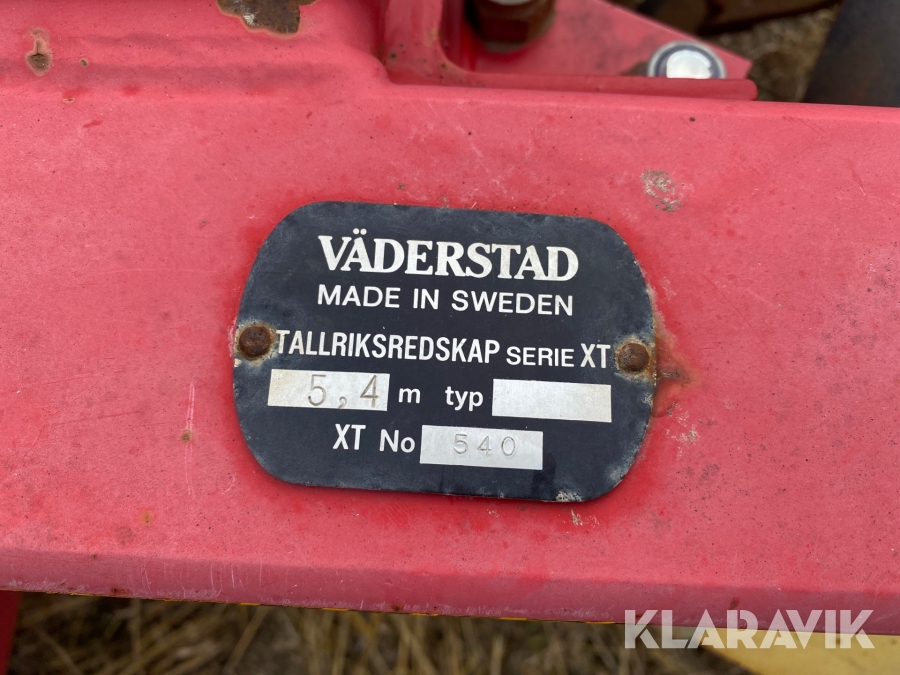 VÄDERSTAD
MADE IN SWEDEN
TALLRIKSREDSKAP SERIE XT
5,4 m typ
XT No 540
KLARAVIK